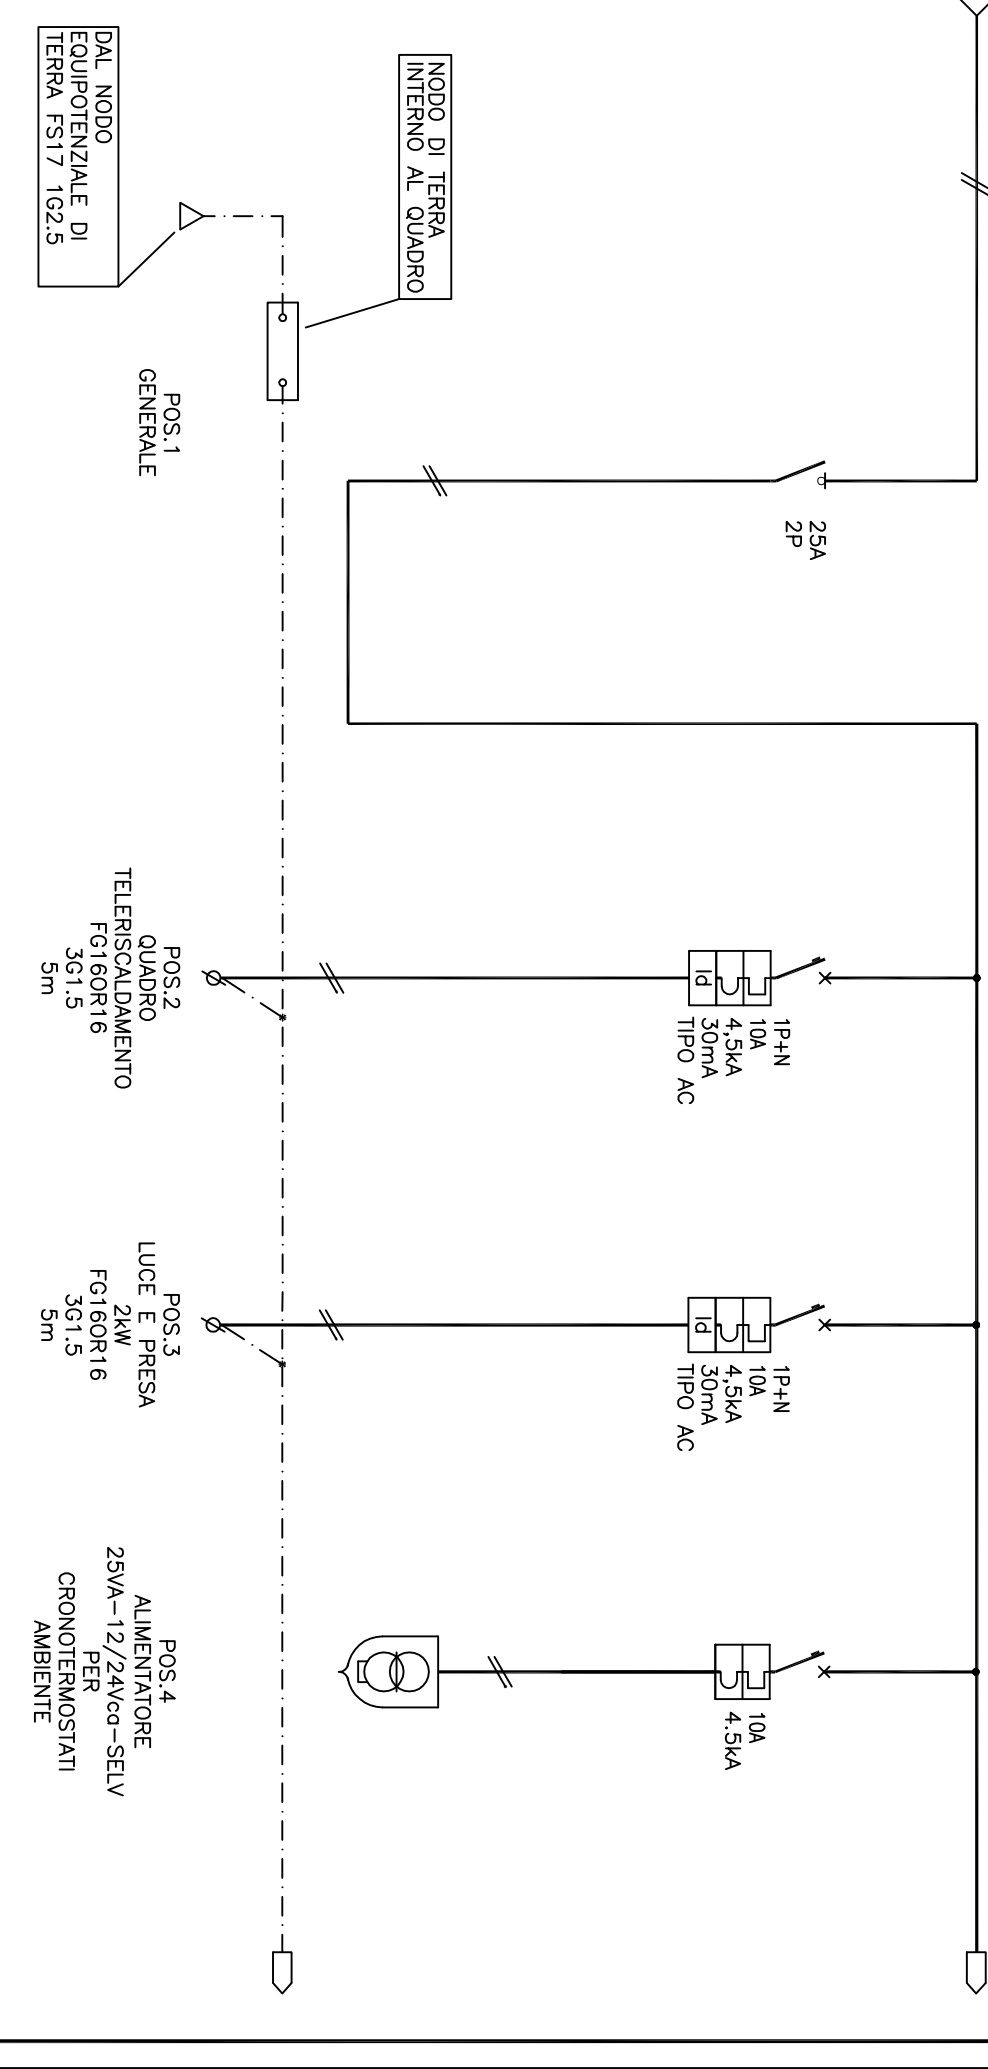 DAL NODO
EQUIPOTENZIALE DI
TERRA FS17 1G2.5
NODO DI TERRA
INTERNO AL QUADRO
25A
2P
POS.1
GENERALE
1P+N
10A
4,5kA
30mA
TIPO AC
Id
POS.2
QUADRO
TELERISCALDAMENTO
FG16OR16
3G1.5
5m
1P+N
10A
4,5kA
30mA
TIPO AC
Id
POS.3
LUCE E PRESA
2kW
FG16OR16
3G1.5
5m
10A
4.5kA
POS.4
ALIMENTATORE
25VA-12/24Vca-SELV
PER
CRONOTERMOSTATI
AMBIENTE